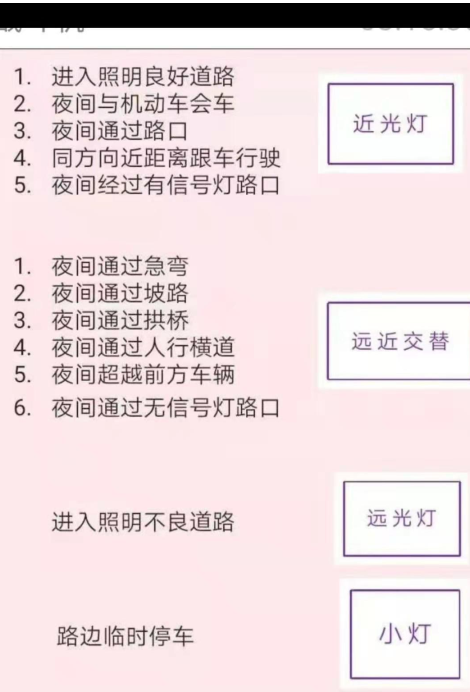 1. 进入照明良好道路
2. 夜间与机动车会车
3. 夜间通过路口
4. 同方向近距离跟车行驶
5. 夜间经过有信号灯路口
近光灯
1. 夜间通过急弯
2. 夜间通过坡路
3. 夜间通过拱桥
4. 夜间通过人行横道
5. 夜间超越前方车辆
6. 夜间通过无信号灯路口
远近交替
进入照明不良道路
远光灯
路边临时停车
小灯